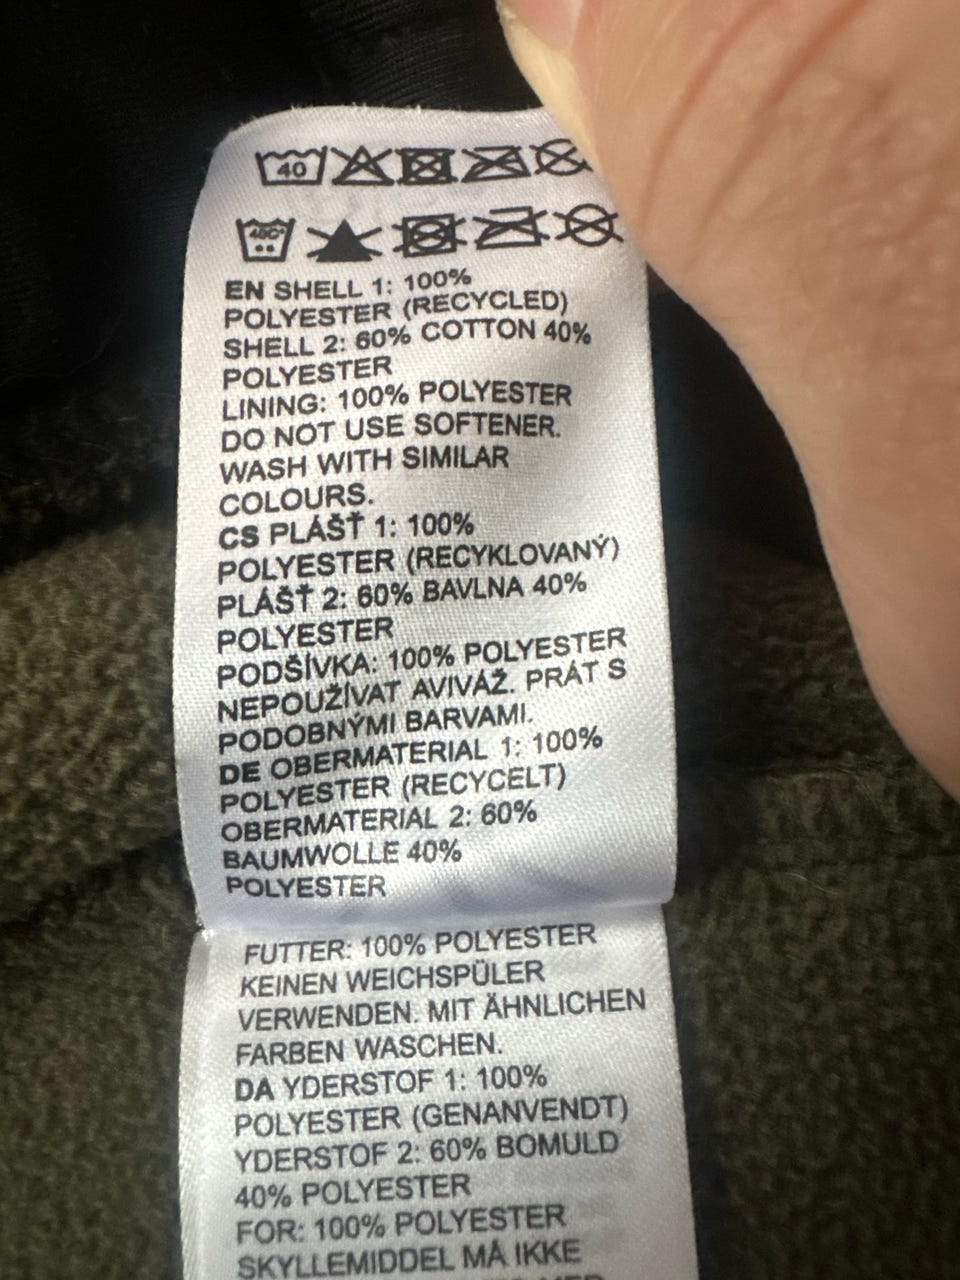 40
EN SHELL 1: 100%
POLYESTER (RECYCLED)
SHELL 2: 60% COTTON 40%
POLYESTER
LINING: 100% POLYESTER
DO NOT USE SOFTENER.
WASH WITH SIMILAR
COLOURS.
CS PLÁŠŤ 1: 100%
POLYESTER (RECYKLOVANÝ)
PLÁŠŤ 2: 60% BAVLNA 40%
POLYESTER
PODŠÍVKA: 100% POLYESTER
NEPOUŽÍVAT AVIVÁŽ. PRÁT S
PODOBNÝMI BARVAMI.
DE OBERMATERIAL 1: 100%
POLYESTER (RECYCELT)
OBERMATERIAL 2: 60%
BAUMWOLLE 40%
POLYESTER
FUTTER: 100% POLYESTER
KEINEN WEICHSPÜLER
VERWENDEN. MIT ÄHNLICHEN
FARBEN WASCHEN.
DA YDERSTOF 1: 100%
POLYESTER (GENANVENDT)
YDERSTOF 2: 60% BOMULD
40% POLYESTER
FOR: 100% POLYESTER
SKYLLEMIDDEL MÅ IKKE